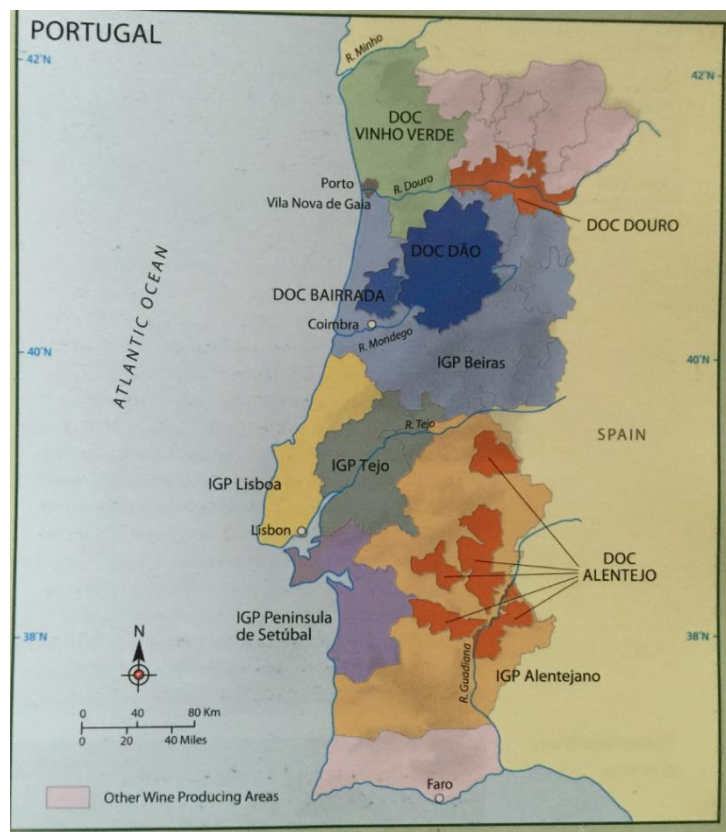 PORTUGAL
42°N
42°N
R. Minho
DOC
VINHO VERDE
Porto
R. Douro
Vila Nova de Gaia
DOC DOURO
DOC DÃO
DOC BAIRRADA
Coimbra
R. Mondego
ATLANTIC OCEAN
40°N
40°N
IGP Beiras
R. Tejo
SPAIN
IGP Tejo
IGP Lisboa
Lisbon
DOC
ALENTEJO
IGP Peninsula
de Setúbal
38°N
38°N
N
R. Guadiana
IGP Alentejano
0 40 80 Km
0 20 40 Miles
Faro
Other Wine Producing Areas